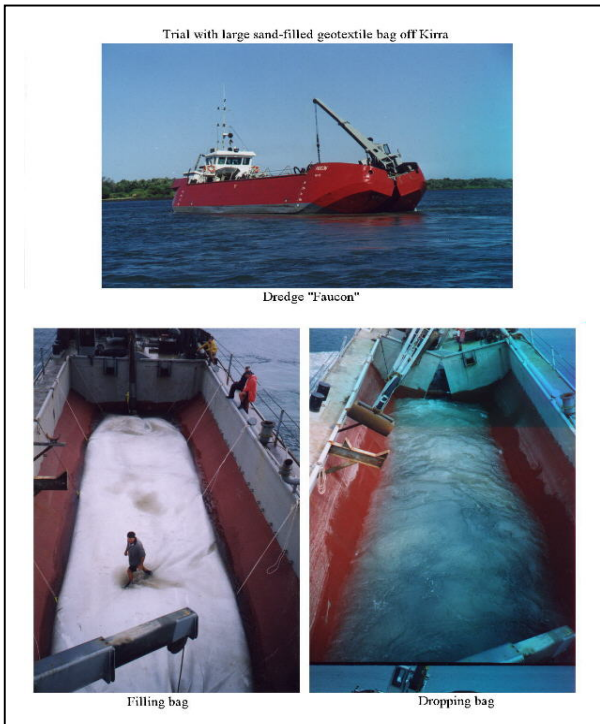 Trial with large sand-filled geotextile bag off Kirra
Dredge "Faucon"
Filling bag
Dropping bag